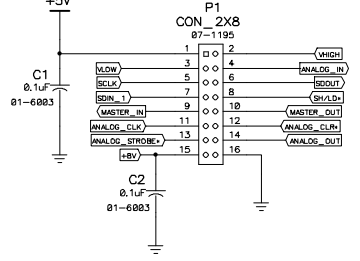 +5V
P1
CON_2X8
07-1195
1 2 VHIGH
VLOW 3 4 ANALOG_IN
SCLK 5 6 SDOUT
SDIN_1 7 8 SH/LD*
MASTER_IN 9 10 MASTER_OUT
ANALOG_CLK 11 12 ANALOG_CLR*
ANALOG_STROBE* 13 14 ANALOG_OUT
+8V 15 16
C1
0.1uF
01-6003
C2
0.1uF
01-6003